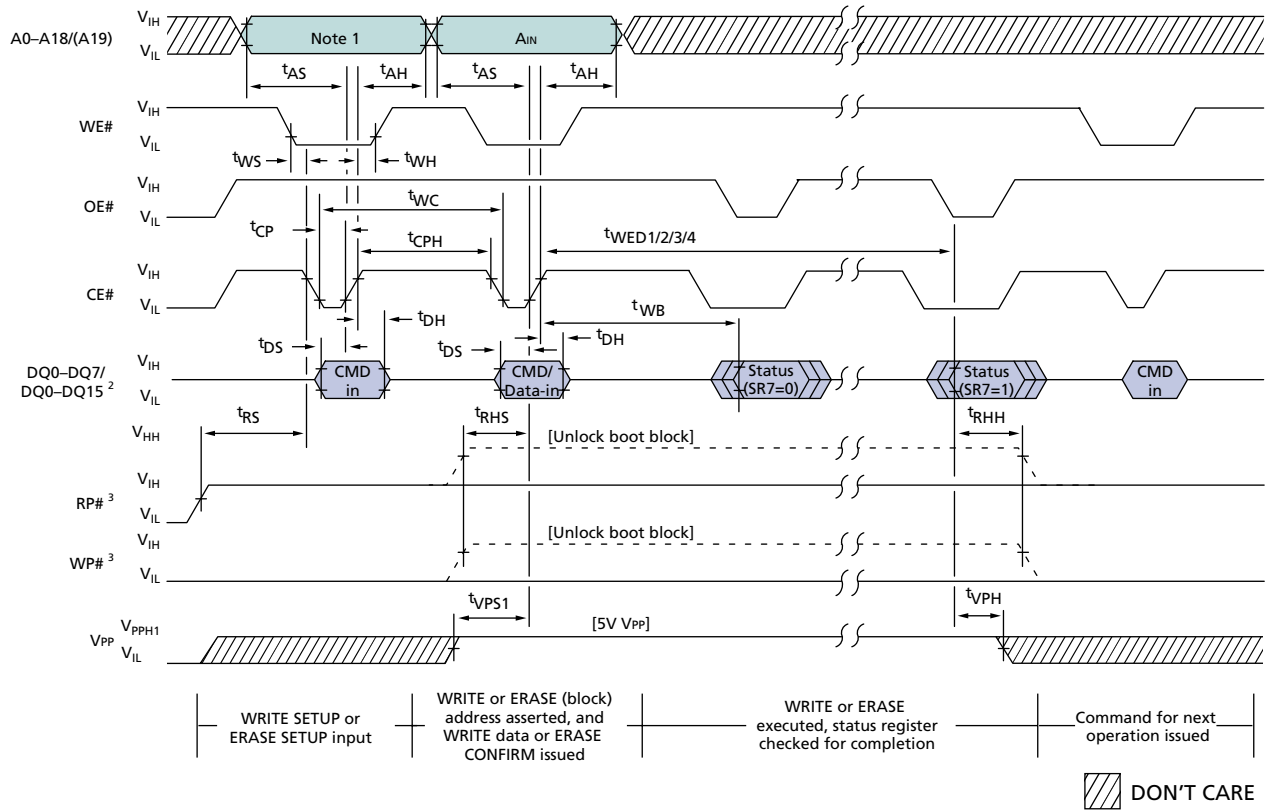 VIH
A0–A18/(A19)
VIL
Note 1
AIN
tAS
tAH
tAS
tAH
VIH
WE#
VIL
tWS
tWH
VIH
OE#
VIL
tWC
tCP
tCPH
tWED1/2/3/4
VIH
CE#
VIL
tWB
tDH
tDS
tDS
tDH
VIH
DQ0–DQ7/
DQ0–DQ15 2
VIL
CMD
in
CMD/
Data-in
Status
(SR7=0)
Status
(SR7=1)
CMD
in
tRS
tRHS
tRHH
VHH
[Unlock boot block]
VIH
RP# 3
VIL
VIH
[Unlock boot block]
WP# 3
VIL
tVPS1
tVPH
VPPH1
VPP
VIL
[5V VPP]
WRITE SETUP or
ERASE SETUP input
WRITE or ERASE (block)
address asserted, and
WRITE data or ERASE
CONFIRM issued
WRITE or ERASE
executed, status register
checked for completion
Command for next
operation issued
DON'T CARE